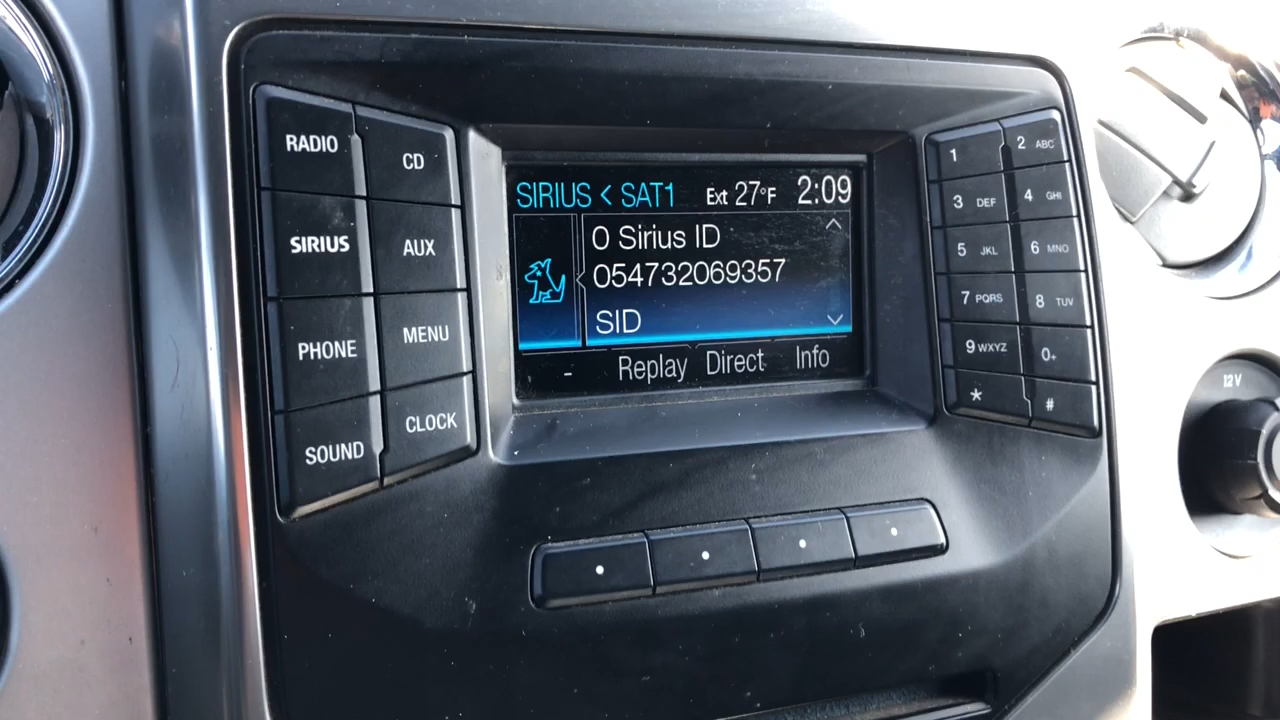 RADIO
CD
SIRIUS
AUX
PHONE
MENU
SOUND
CLOCK
SIRIUS < SAT1 Ext 27°F 2:09
0 Sirius ID
054732069357
SID
- Replay Direct Info
1
2 ABC
3 DEF
4 GHI
5 JKL
6 MNO
7 PQRS
8 TUV
9 WXYZ
0+
*
#
12V